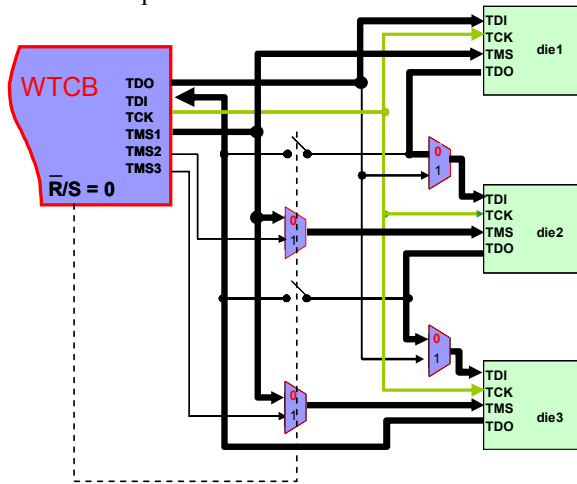 WTCB
TDO
TDI
TCK
TMS1
TMS2
TMS3
R̅/S = 0
TDI
TCK
TMS
TDO
die1
0
1
TDI
TCK
TMS
TDO
die2
0
1
0
1
TDI
TCK
TMS
TDO
die3
0
1